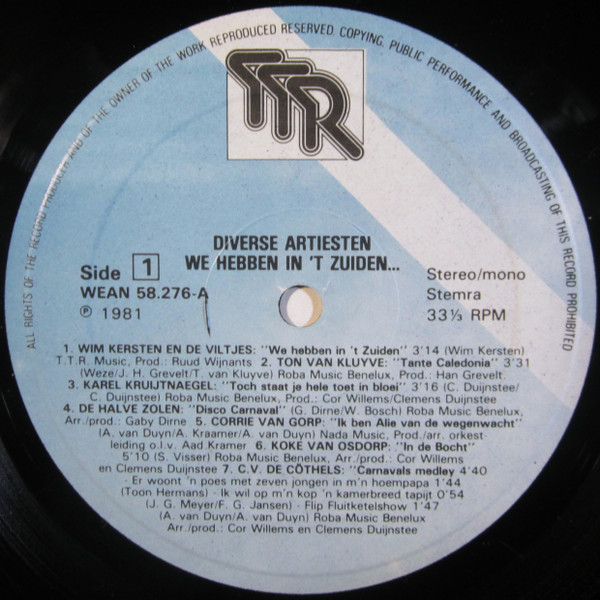 ALL RIGHTS OF THE RECORD PRODUCER AND OF THE OWNER OF THE WORK REPRODUCED RESERVED. COPYING, PUBLIC PERFORMANCE AND BROADCASTING OF THIS RECORD PROHIBITED
TTR
DIVERSE ARTIESTEN
WE HEBBEN IN 'T ZUIDEN...
Side 1
WEAN 58.276-A
℗ 1981
Stereo/mono
Stemra
33⅓ RPM
1. WIM KERSTEN EN DE VILTJES: "We hebben in 't Zuiden" 3'14 (Wim Kersten)
T.T.R. Music, Prod.: Ruud Wijnants 2. TON VAN KLUYVE: "Tante Caledonia" 3'31
(Weze/J. H. Grevelt/T. van Kluyve) Roba Music Benelux, Prod.: Han Grevelt.
3. KAREL KRUIJTNAEGEL: "Toch staat je hele toet in bloei" 3'16 (C. Duijnstee/
C. Duijnstee) Roba Music Benelux, Prod.: Cor Willems/Clemens Duijnstee
4. DE HALVE ZOLEN: "Disco Carnaval" (G. Dirne/W. Bosch) Roba Music Benelux,
Arr./prod.: Gaby Dirne 5. CORRIE VAN GORP: "Ik ben Alie van de wegenwacht"
(A. van Duyn/A. Kraamer/A. van Duyn) Nada Music, Prod./arr. orkest-
leiding o.l.v. Aad Kramer 6. KOKE VAN OSDORP: "In de Bocht"
5'10 (S. Visser) Roba Music Benelux, Arr./prod.: Cor Willems
en Clemens Duijnstee 7. C.V. DE CÖTHELS: "Carnavals medley 4'40
- Er woont 'n poes met zeven jongen in m'n hoempapa 1'44
(Toon Hermans) - Ik wil op m'n kop 'n kamerbreed tapijt 0'54
(J. G. Meyer/F. G. Jansen) - Flip Fluitketelshow 1'47
(A. van Duyn/A. van Duyn) Roba Music Benelux
Arr./prod.: Cor Willems en Clemens Duijnstee